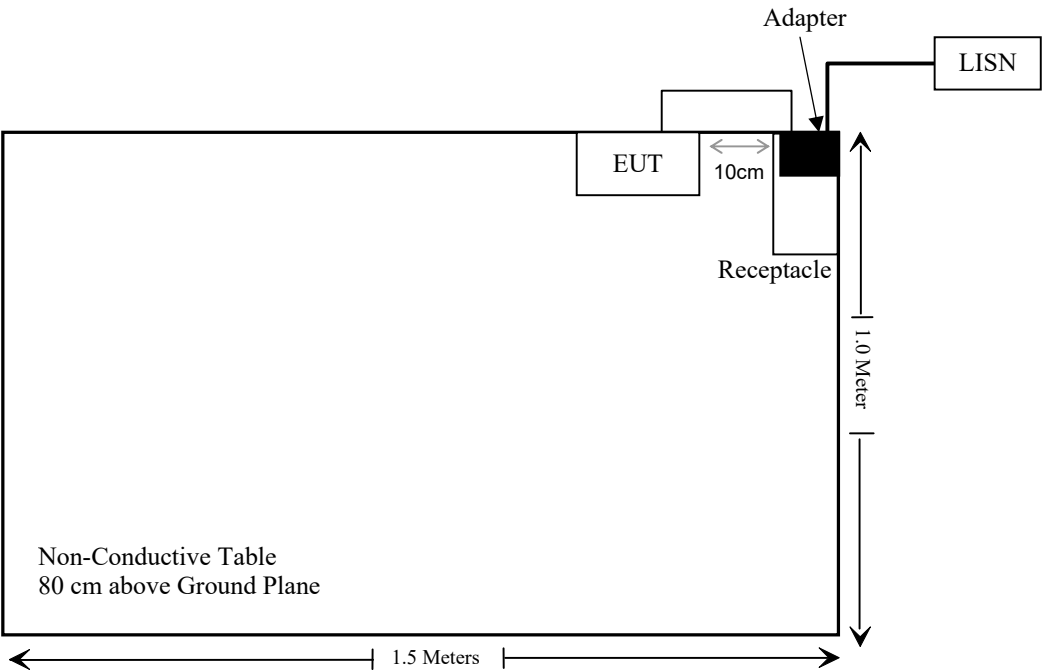 Adapter
LISN
EUT
10cm
Receptacle
1.0 Meter
Non-Conductive Table
80 cm above Ground Plane
1.5 Meters